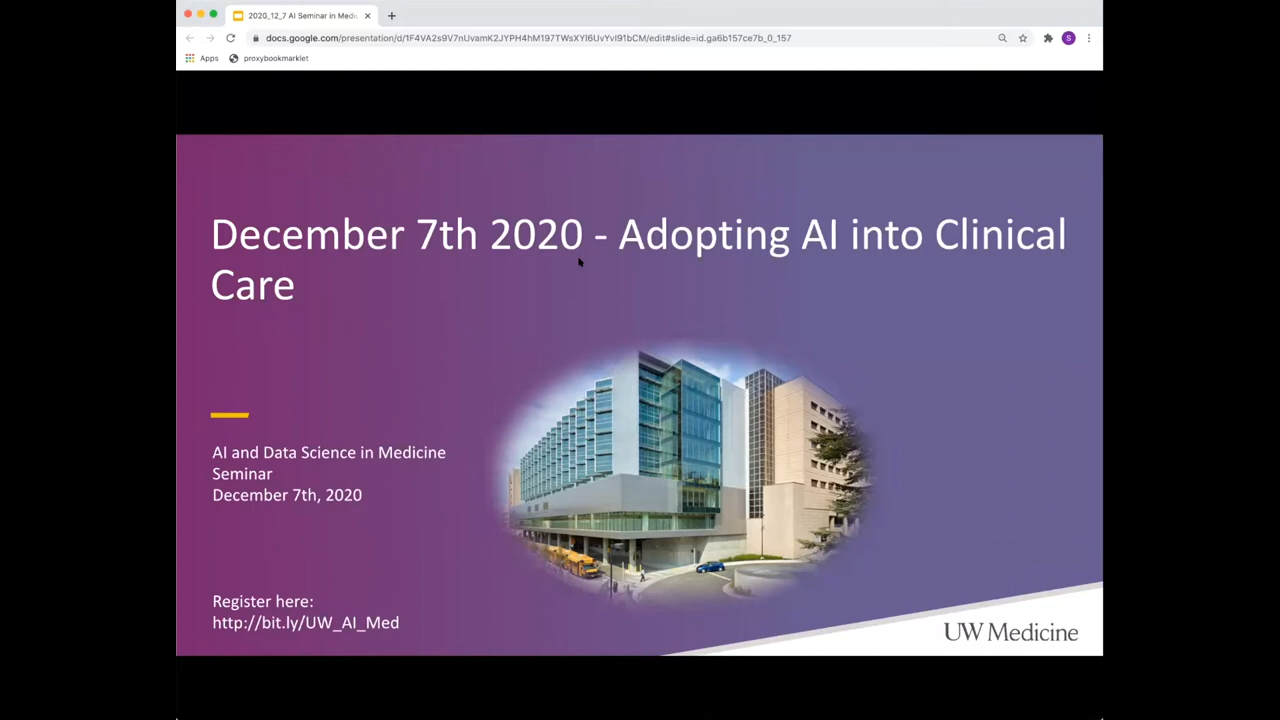 2020_12_7 AI Seminar in Medic
docs.google.com/presentation/d/1F4VA2s9V7nUvamK2JYPH4hM197TWsXYI6UvYvI91bCM/edit#slide=id.ga6b157ce7b_0_157
S
Apps
proxybookmarklet
December 7th 2020 - Adopting AI into Clinical
Care
AI and Data Science in Medicine
Seminar
December 7th, 2020
Register here:
http://bit.ly/UW_AI_Med
UW Medicine